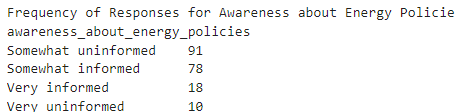 Frequency of Responses for Awareness about Energy Policie
awareness_about_energy_policies
Somewhat uninformed    91
Somewhat informed      78
Very informed          18
Very uninformed        10